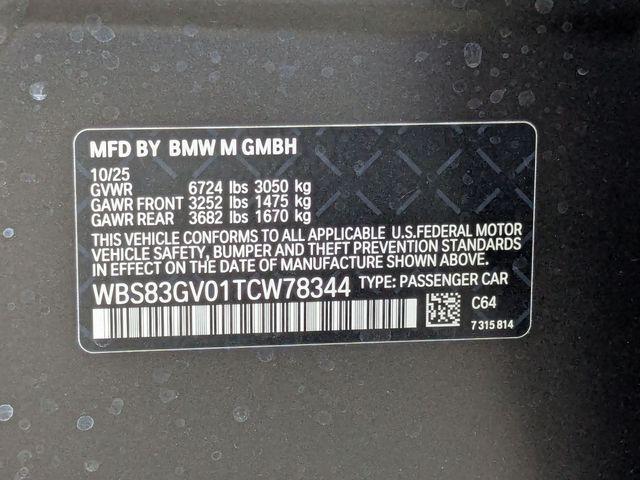 MFD BY BMW M GMBH
10/25
GVWR 6724 lbs 3050 kg
GAWR FRONT 3252 lbs 1475 kg
GAWR REAR 3682 lbs 1670 kg
THIS VEHICLE CONFORMS TO ALL APPLICABLE U.S.FEDERAL MOTOR
VEHICLE SAFETY, BUMPER, AND THEFT PREVENTION STANDARDS
IN EFFECT ON THE DATE OF MANUFACTURE SHOWN ABOVE.
WBS83GV01TCW78344 TYPE: PASSENGER CAR
C64
7 315 814